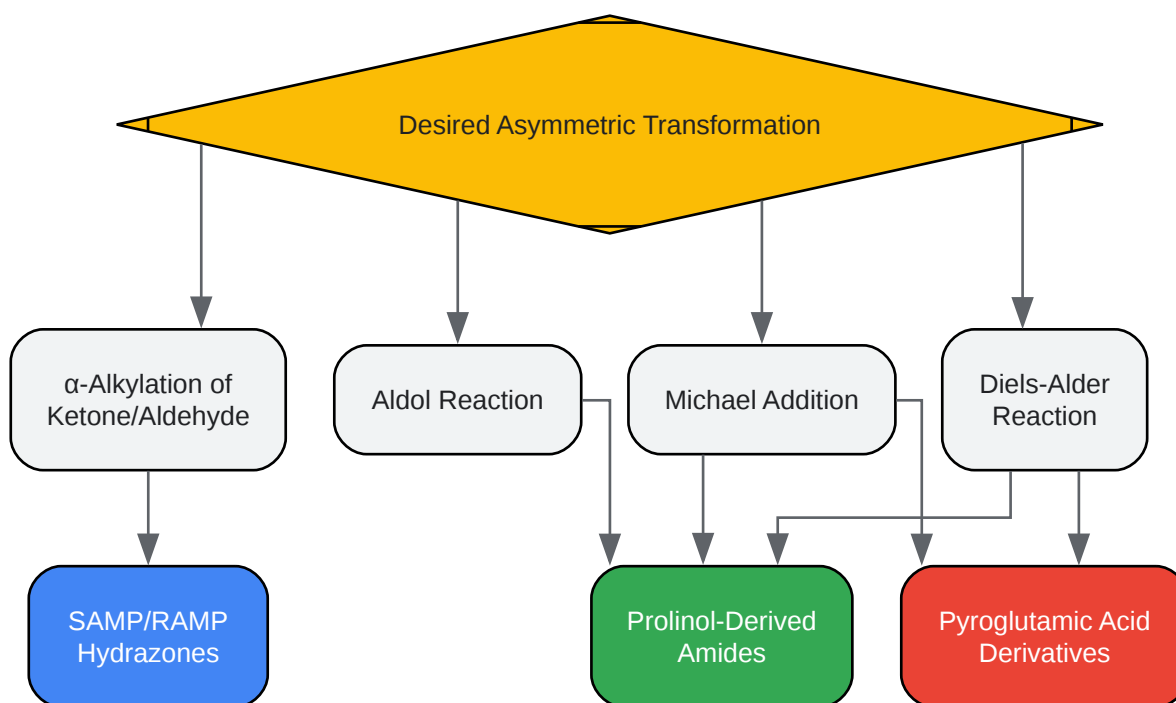 Desired Asymmetric Transformation
α-Alkylation of
Ketone/Aldehyde
Aldol Reaction
Michael Addition
Diels-Alder
Reaction
SAMP/RAMP
Hydrazones
Prolinol-Derived
Amides
Pyroglutamic Acid
Derivatives